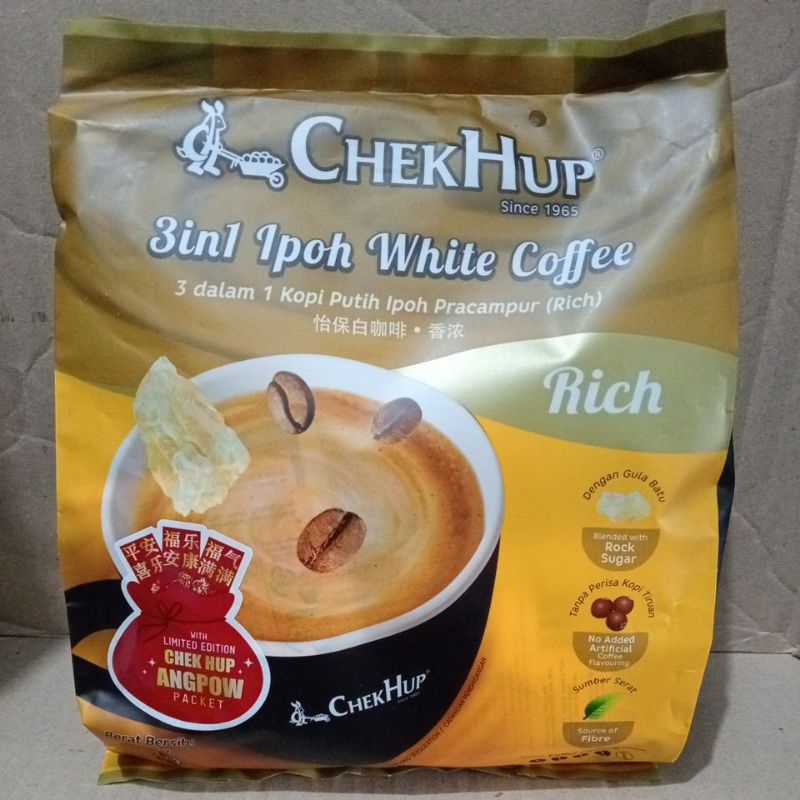 CHEKHUP®
Since 1965
3in1 Ipoh White Coffee
3 dalam 1 Kopi Putih Ipoh Pracampur (Rich)
怡保白咖啡 • 香浓
Rich
Dengan Gula Batu
Blended with
Rock
Sugar
Tanpa Perisa Kopi Tiruan
No Added
Artificial
Coffee
Flavouring
Sumber Serat
Source of
Fibre
平安 福乐 福气
喜乐 安康 满满
WITH
LIMITED EDITION
CHEK HUP
ANGPOW
PACKET
CHEKHUP®
Berat Bersih: